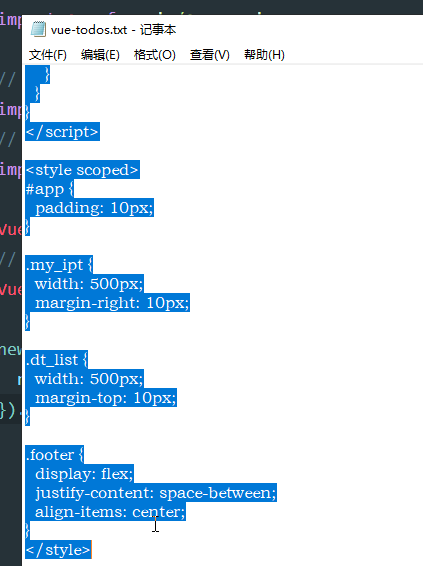 vue-todos.txt - 记事本
文件(F) 编辑(E) 格式(O) 查看(V) 帮助(H)
}
}
}
</script>
<style scoped>
#app {
padding: 10px;
}
.my_ipt {
width: 500px;
margin-right: 10px;
}
.dt_list {
width: 500px;
margin-top: 10px;
}
.footer {
display: flex;
justify-content: space-between;
align-items: center;
}
</style>
imp
//
imp
//
imp
Vue
//
Vue
new
r
}).